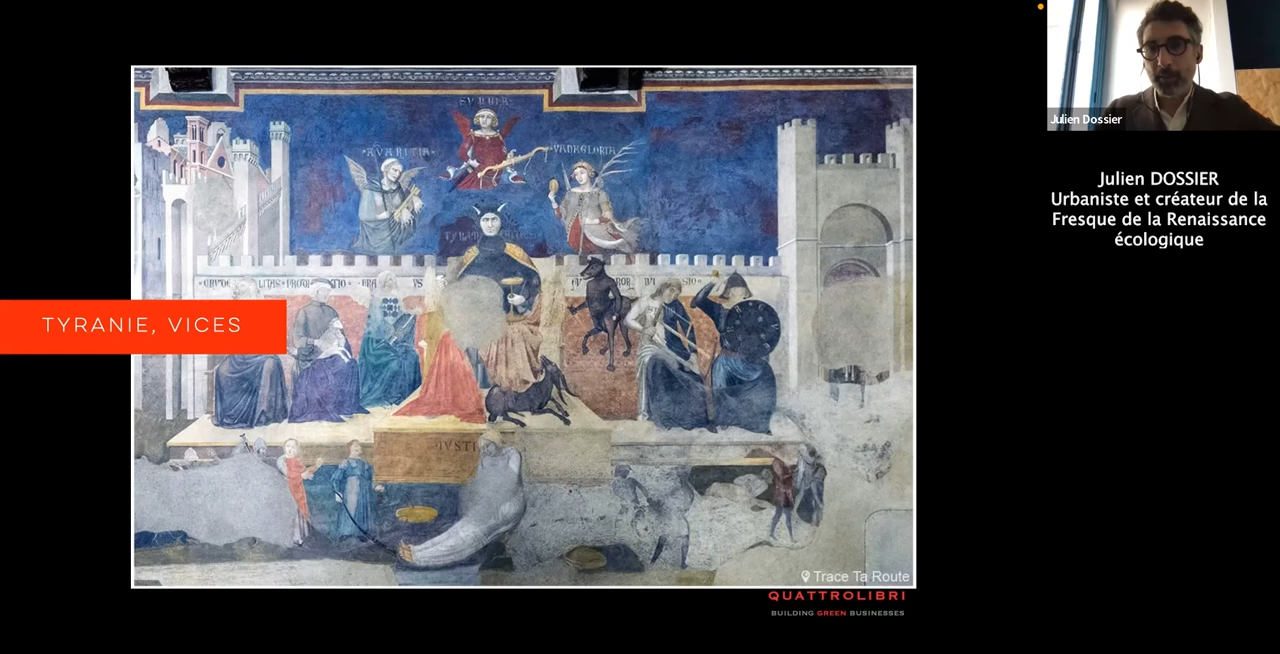 Julien Dossier
Julien DOSSIER
Urbaniste et créateur de la
Fresque de la Renaissance
écologique
AVARITIA
TYRANIE, VICES
IUSTI
Trace Ta Route
QUATTROLIBRI
BUILDING GREEN BUSINESSES